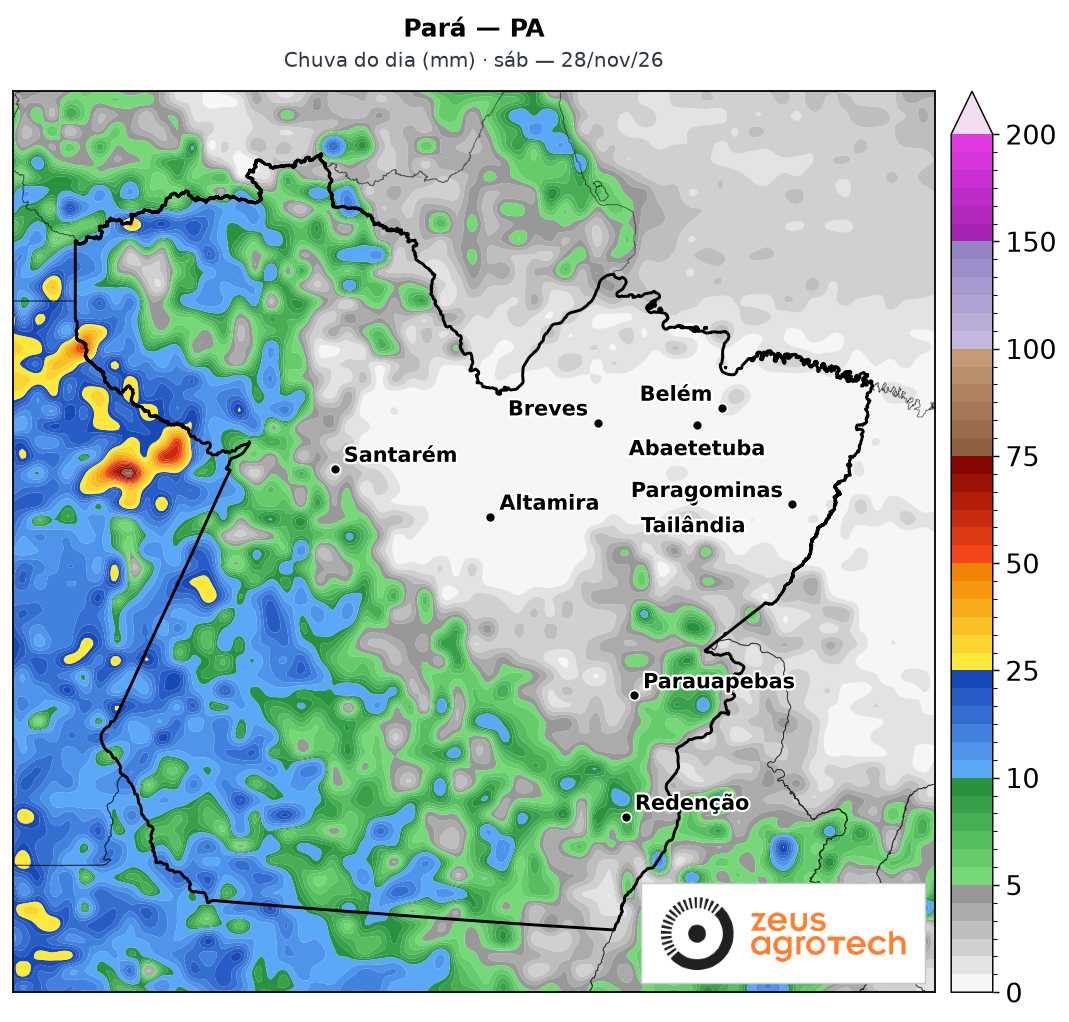 Pará — PA
Chuva do dia (mm) · sáb — 28/nov/26
200
150
100
75
50
25
10
5
0
Belém
Breves
Abaetetuba
Santarém
Paragominas
Altamira
Tailândia
Parauapebas
Redenção
zeus
agrotech